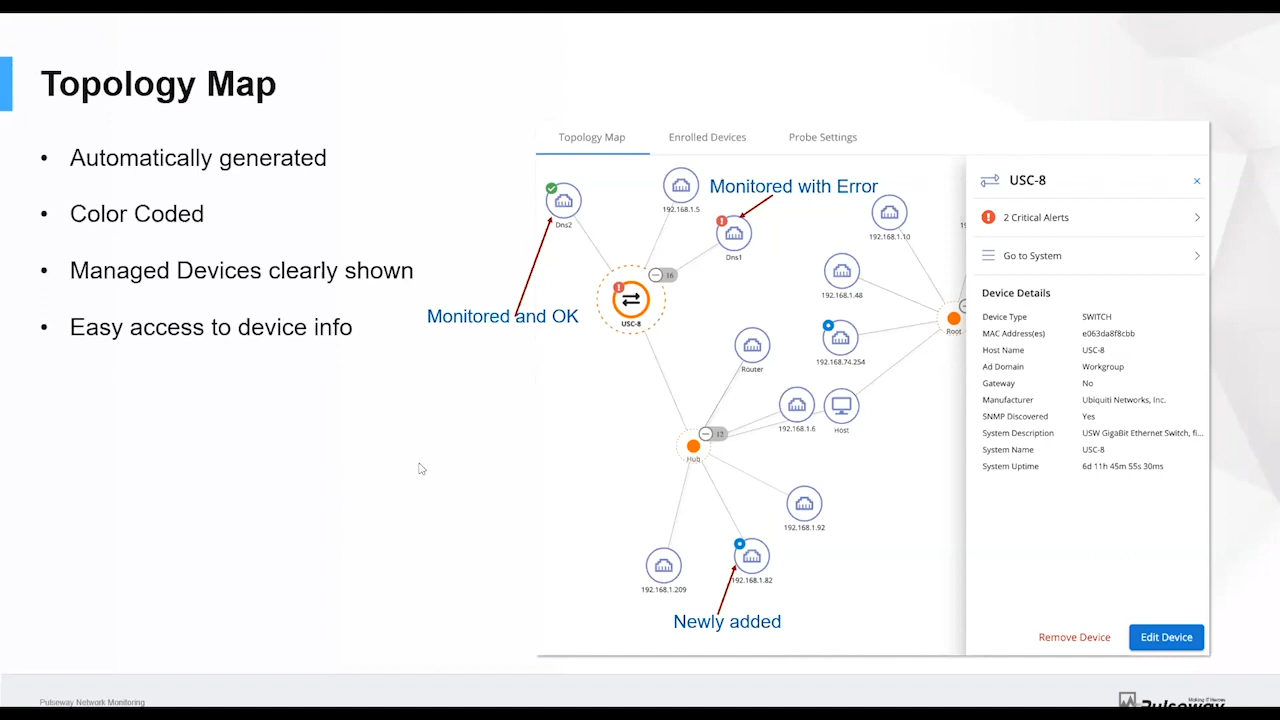 Topology Map
• Automatically generated
• Color Coded
• Managed Devices clearly shown
• Easy access to device info
Topology Map
Enrolled Devices
Probe Settings
Dns2
192.168.1.5
Monitored with Error
Dns1
16
USC-8
Monitored and OK
192.168.1.10
192.168.1.48
192.168.74.254
Root
Router
192.168.1.6
Host
12
Hub
192.168.1.92
192.168.1.82
192.168.1.209
Newly added
USC-8
2 Critical Alerts
Go to System
Device Details
Device Type SWITCH
MAC Address(es) e063da8f8cbb
Host Name USC-8
Ad Domain Workgroup
Gateway No
Manufacturer Ubiquiti Networks, Inc.
SNMP Discovered Yes
System Description USW GigaBit Ethernet Switch, fi...
System Name USC-8
System Uptime 6d 11h 45m 55s 30ms
Remove Device
Edit Device
Pulseway Network Monitoring
Making IT Heroes
Pulseway